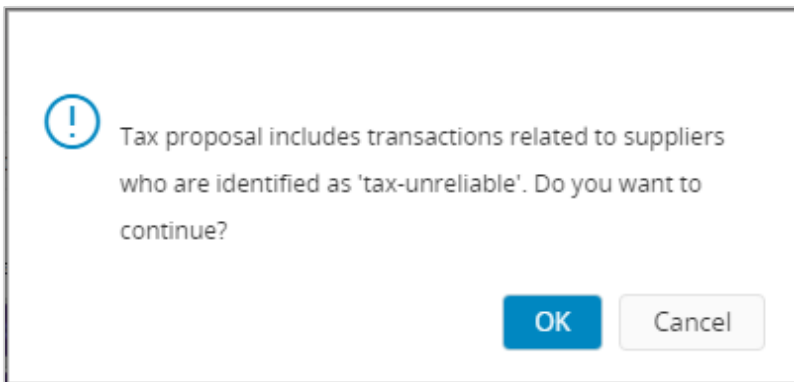 Tax proposal includes transactions related to suppliers
who are identified as 'tax-unreliable'. Do you want to
continue?
OK
Cancel